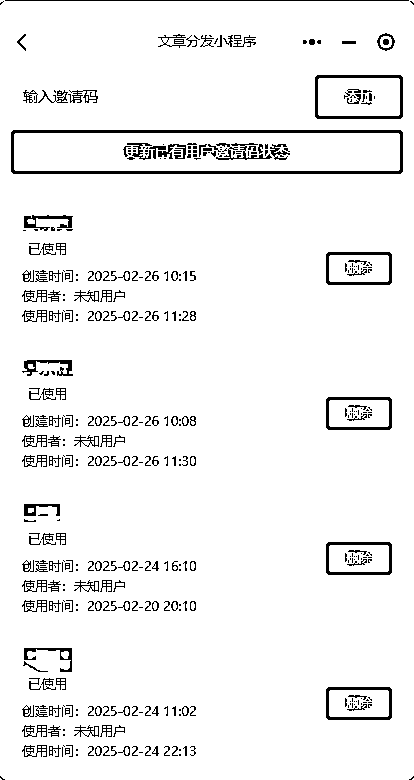 文章分发小程序
输入邀请码
添加
更新已有用户邀请码状态
已使用
删除
创建时间：2025-02-26 10:15
使用者：未知用户
使用时间：2025-02-26 11:28
已使用
删除
创建时间：2025-02-26 10:08
使用者：未知用户
使用时间：2025-02-26 11:30
已使用
删除
创建时间：2025-02-24 16:10
使用者：未知用户
使用时间：2025-02-20 20:10
已使用
删除
创建时间：2025-02-24 11:02
使用者：未知用户
使用时间：2025-02-24 22:13